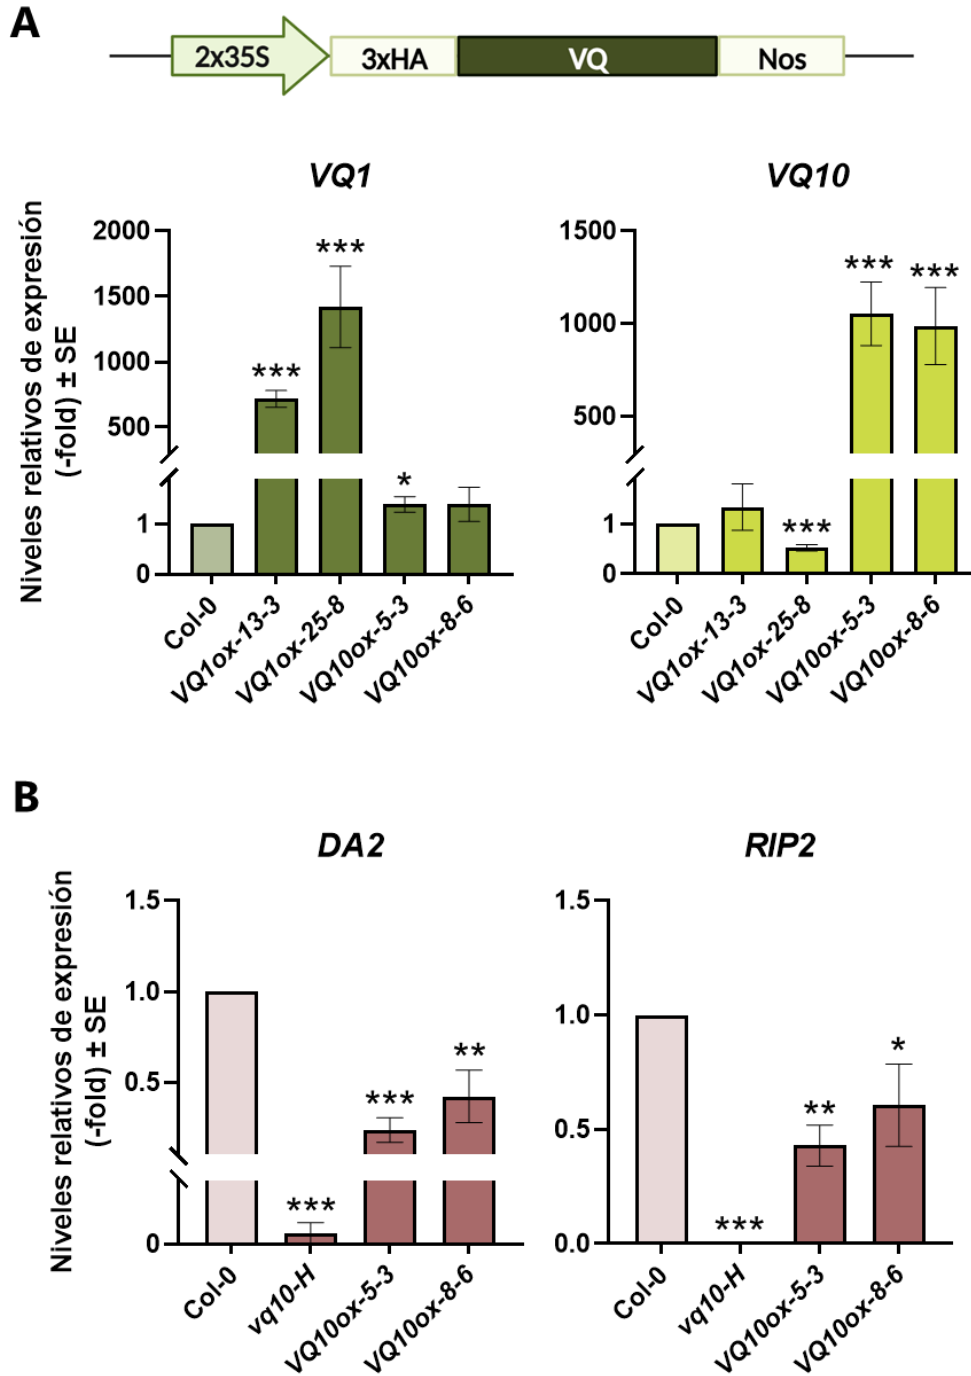 A
2x35S 3xHA VQ Nos
VQ1
Niveles relativos de expresión
(-fold) ± SE
2000
1500
1000
500
1
0
***
***
*
Col-0
VQ1ox-13-3
VQ1ox-25-8
VQ10ox-5-3
VQ10ox-8-6
VQ10
1500
1000
500
1
0
***
***
***
Col-0
VQ1ox-13-3
VQ1ox-25-8
VQ10ox-5-3
VQ10ox-8-6
B
DA2
Niveles relativos de expresión
(-fold) ± SE
1.5
1.0
0.5
0
***
***
**
Col-0
vq10-H
VQ10ox-5-3
VQ10ox-8-6
RIP2
1.5
1.0
0.5
0.0
***
**
*
Col-0
vq10-H
VQ10ox-5-3
VQ10ox-8-6